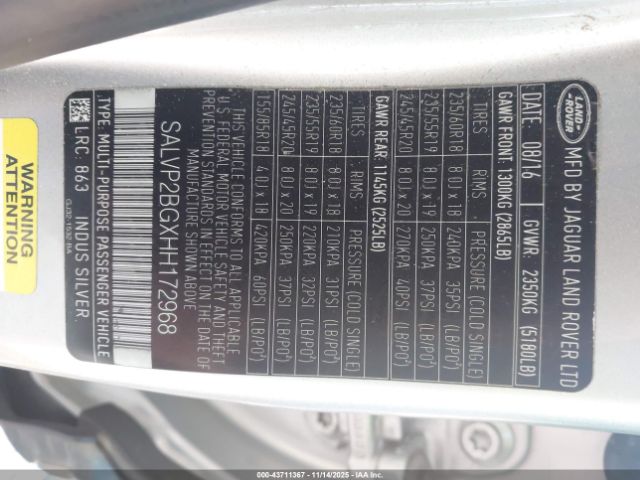 LAND
ROVER
MFD BY JAGUAR LAND ROVER LTD
DATE: 08/16 GVWR: 2350KG (5180LB)
GAWR FRONT: 1300KG (2865LB)
TIRES RIMS PRESSURE (COLD SINGLE)
235/60R18 8.0J x 18 240KPA 35PSI (LB/PO²)
235/55R19 8.0J x 19 250KPA 37PSI (LB/PO²)
245/45R20 8.0J x 20 270KPA 40PSI (LB/PO²)
GAWR REAR: 1145KG (2525LB)
TIRES RIMS PRESSURE (COLD SINGLE)
235/60R18 8.0J x 18 210KPA 31PSI (LB/PO²)
235/55R19 8.0J x 19 220KPA 32PSI (LB/PO²)
245/45R20 8.0J x 20 250KPA 37PSI (LB/PO²)
T155/85R18 4.0J x 18 420KPA 60PSI (LB/PO²)
THIS VEHICLE CONFORMS TO ALL APPLICABLE
U.S FEDERAL MOTOR VEHICLE SAFETY AND THEFT
PREVENTION STANDARDS IN EFFECT ON THE DATE OF
MANUFACTURE SHOWN ABOVE
SALVP2BGXHH172968
TYPE: MULTI-PURPOSE PASSENGER VEHICLE
LRC: 863 INDUS SILVER
GJ32 1532 BA
WARNING
ATTENTION
000-43711367 - 11/14/2025 - IAA, Inc.